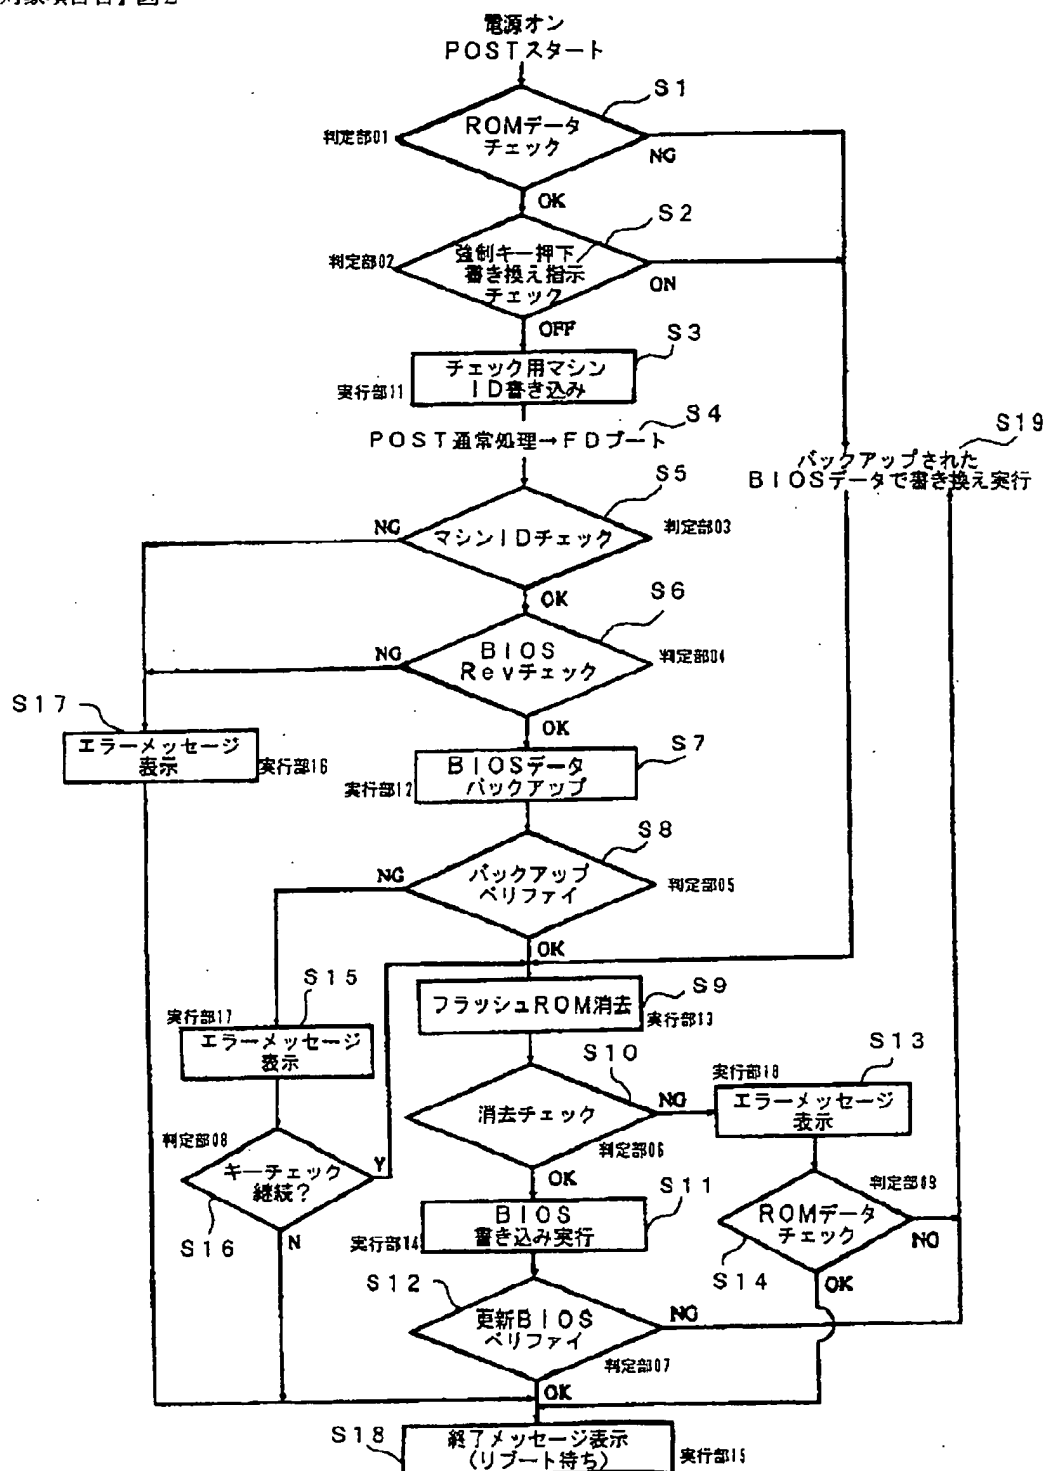 電源オン
POSTスタート
S1
判定部01
ROMデータ
チェック
NG
OK
S2
判定部02
強制キー押下
書き換え指示
チェック
ON
OFF
S3
チェック用マシン
ID書き込み
実行部11
S4
POST通常処理→FDブート
S19
バックアップされた
BIOSデータで書き換え実行
S5
NG
マシンIDチェック
判定部03
OK
S6
NG
BIOS
Revチェック
判定部04
OK
S17
エラーメッセージ
表示
実行部16
S7
BIOSデータ
バックアップ
実行部12
S8
NG
バックアップ
ベリファイ
判定部05
OK
S9
フラッシュROM消去
実行部13
S15
実行部17
エラーメッセージ
表示
S10
消去チェック
NG
判定部06
OK
S13
実行部18
エラーメッセージ
表示
判定部08
キーチェック
継続?
Y
N
S16
S11
BIOS
書き込み実行
実行部14
判定部09
ROMデータ
チェック
NG
S14
OK
S12
更新BIOS
ベリファイ
NG
判定部07
OK
S18
終了メッセージ表示
(リブート待ち)
実行部15